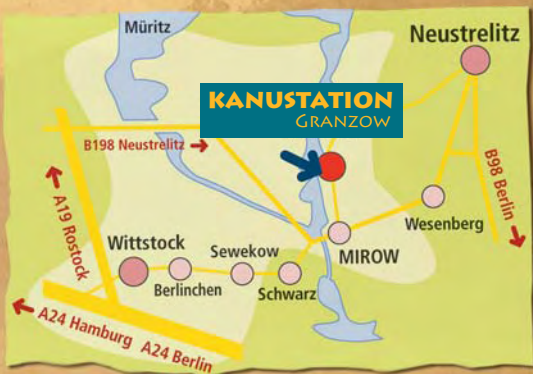 Müritz
Neustrelitz
KANUSTATION
GRANZOW
B198 Neustrelitz →
B98 Berlin →
← A19 Rostock
Wesenberg
MIROW
Wittstock
Sewekow
Berlinchen
Schwarz
← A24 Hamburg A24 Berlin